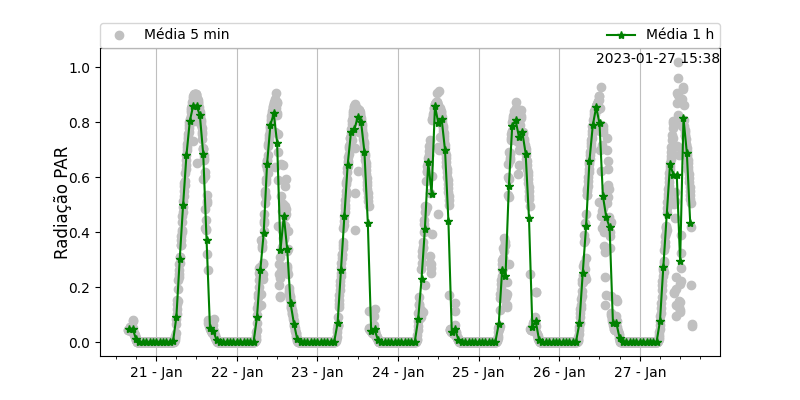 Média 5 min
Média 1 h
2023-01-27 15:38
1.0
0.8
0.6
0.4
0.2
0.0
Radiação PAR
21 - Jan
22 - Jan
23 - Jan
24 - Jan
25 - Jan
26 - Jan
27 - Jan